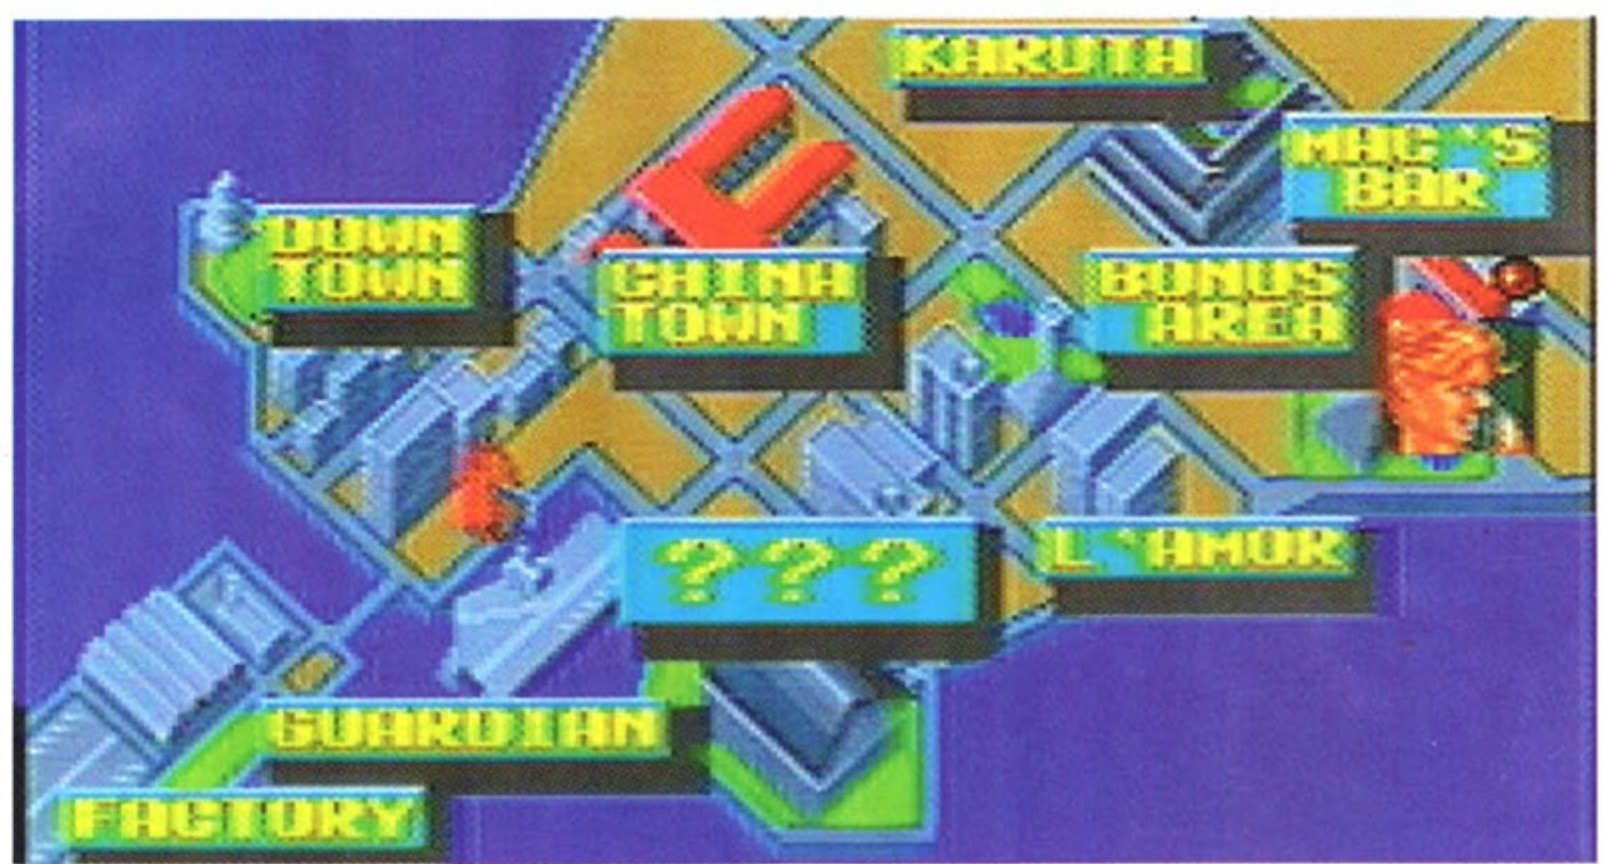 KARUTA
MAC'S
BAR
DOWN
TOWN
CHINA
TOWN
BONUS
AREA
???
L'AMOR
GUARDIAN
FACTORY